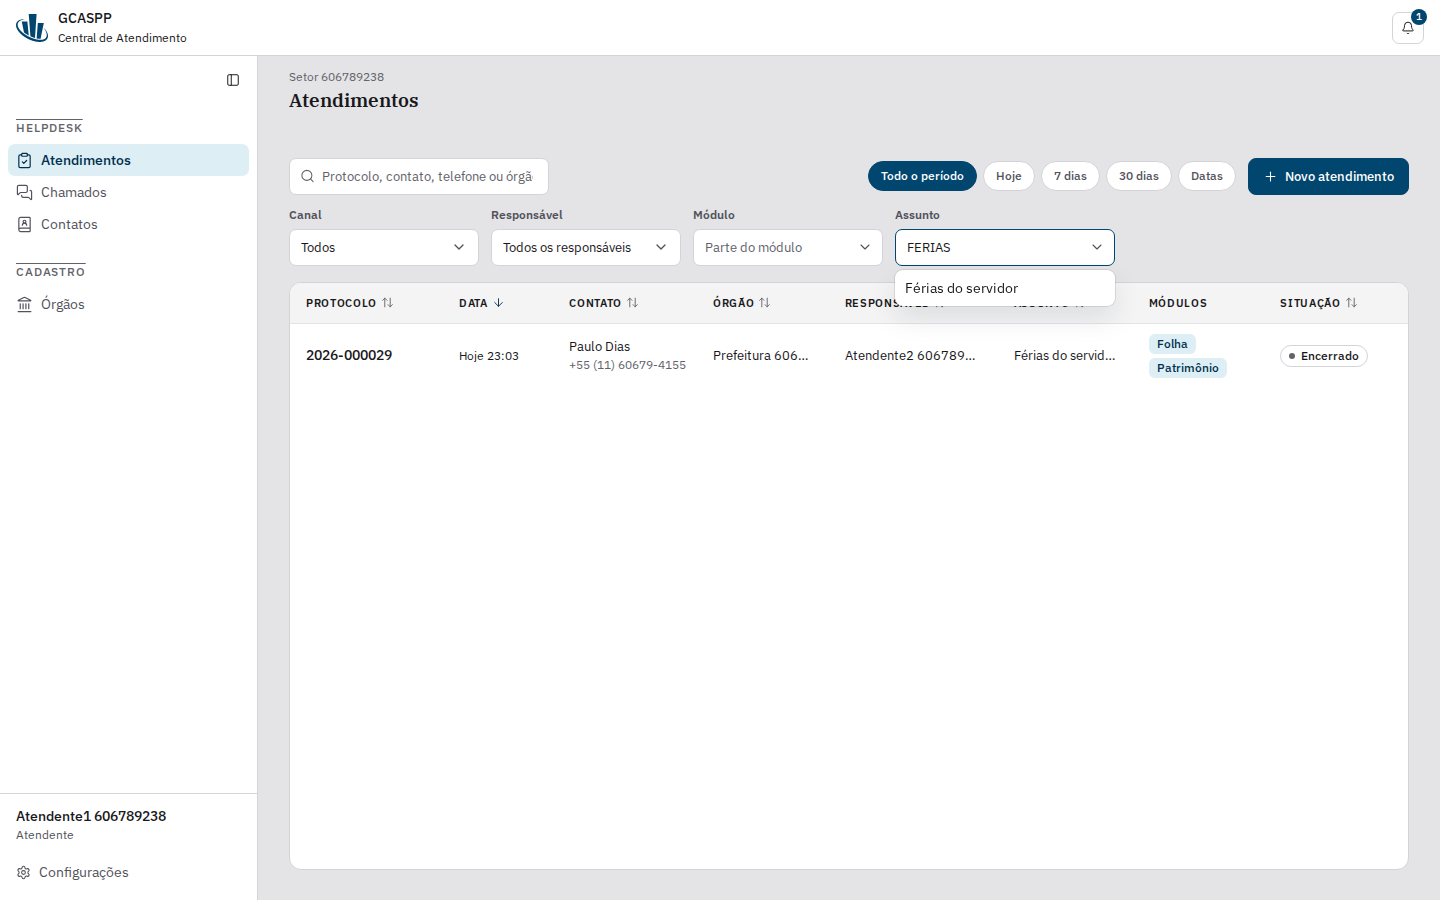 GCASPP
Central de Atendimento
1
HELPDESK
Atendimentos
Chamados
Contatos
CADASTRO
Órgãos
Atendente1 606789238
Atendente
Configurações
Setor 606789238
Atendimentos
Protocolo, contato, telefone ou órgã
Todo o período
Hoje
7 dias
30 dias
Datas
Novo atendimento
Canal
Responsável
Módulo
Assunto
Todos
Todos os responsáveis
Parte do módulo
FERIAS
Férias do servidor
PROTOCOLO
DATA
CONTATO
ÓRGÃO
MÓDULOS
SITUAÇÃO
2026-000029
Hoje 23:03
Paulo Dias
+55 (11) 60679-4155
Prefeitura 606...
Atendente2 606789...
Férias do servid...
Folha
Patrimônio
Encerrado